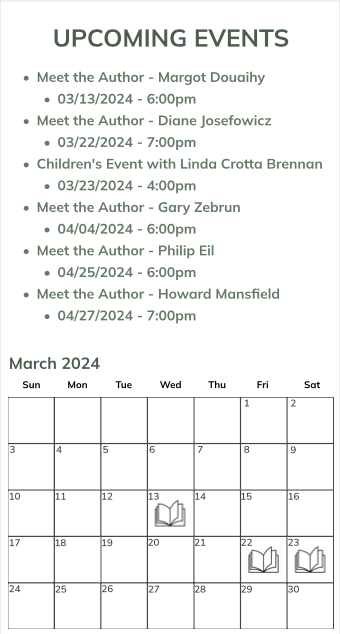 UPCOMING EVENTS
• Meet the Author - Margot Douaihy
• 03/13/2024 - 6:00pm
• Meet the Author - Diane Josefowicz
• 03/22/2024 - 7:00pm
• Children's Event with Linda Crotta Brennan
• 03/23/2024 - 4:00pm
• Meet the Author - Gary Zebrun
• 04/04/2024 - 6:00pm
• Meet the Author - Philip Eil
• 04/25/2024 - 6:00pm
• Meet the Author - Howard Mansfield
• 04/27/2024 - 7:00pm
March 2024
Sun Mon Tue Wed Thu Fri Sat
1 2
3 4 5 6 7 8 9
10 11 12 13 14 15 16
17 18 19 20 21 22 23
24 25 26 27 28 29 30